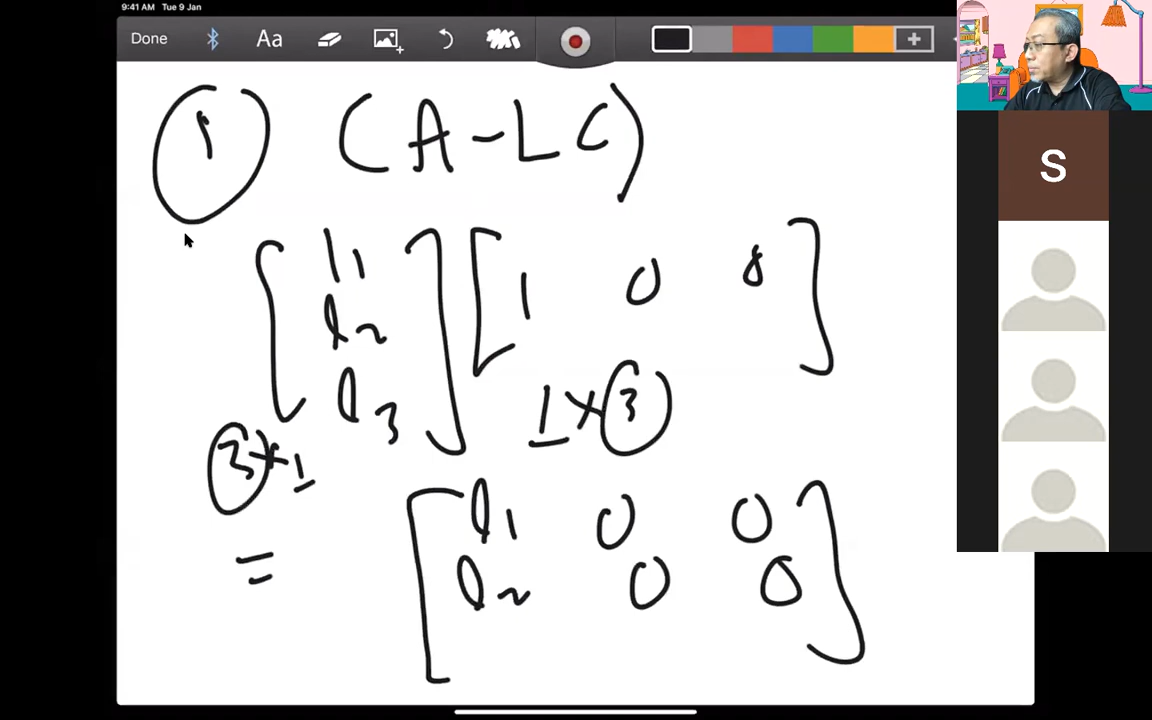 9:41 AM Tue 9 Jan
Done Aa
1 (A-LC)
[l1 ] [1 0 0]
l2
l3
3×1 1×3
= [l1 0 0
l2 0 0]
S